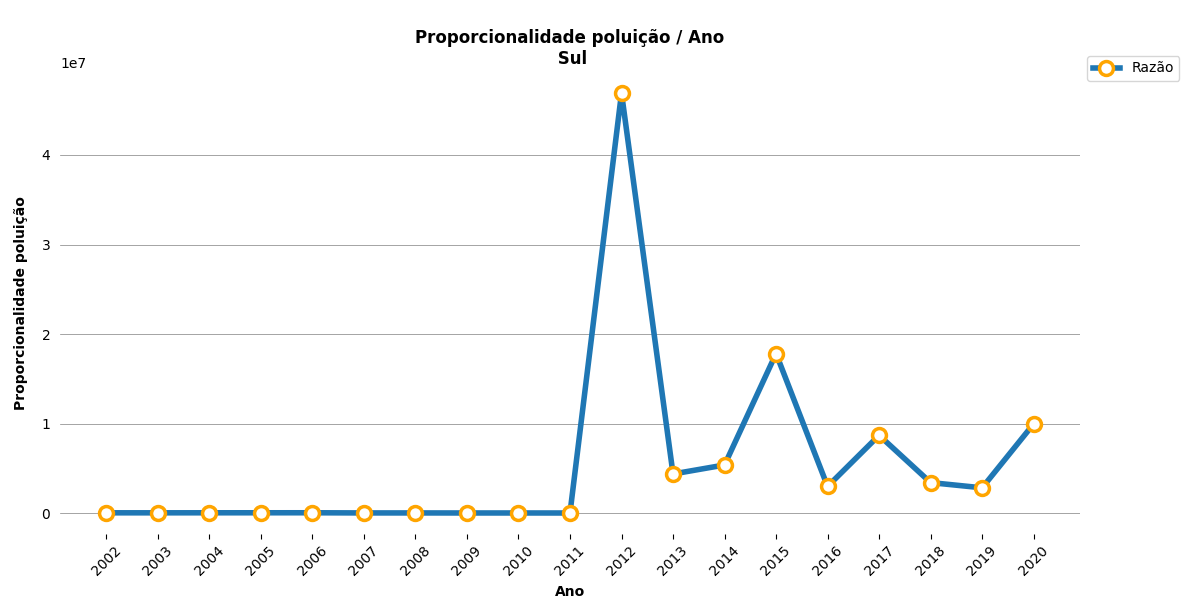 Proporcionalidade poluição / Ano
Sul
1e7
Razão
4
3
2
1
0
Proporcionalidade poluição
2002 2003 2004 2005 2006 2007 2008 2009 2010 2011 2012 2013 2014 2015 2016 2017 2018 2019 2020
Ano